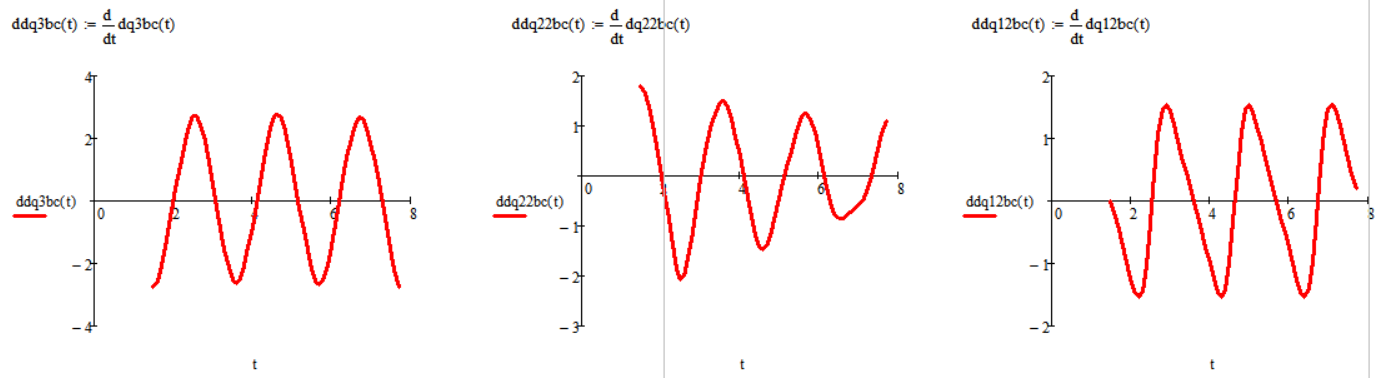 ddq3bc(t) := d/dt dq3bc(t)
4
2
ddq3bc(t)
0 2 4 6 8
− 2
− 4
t
ddq22bc(t) := d/dt dq22bc(t)
2
1
0 2 4 6 8
ddq22bc(t)
− 1
− 2
− 3
t
ddq12bc(t) := d/dt dq12bc(t)
2
1
ddq12bc(t)
0 2 4 6 8
− 1
− 2
t